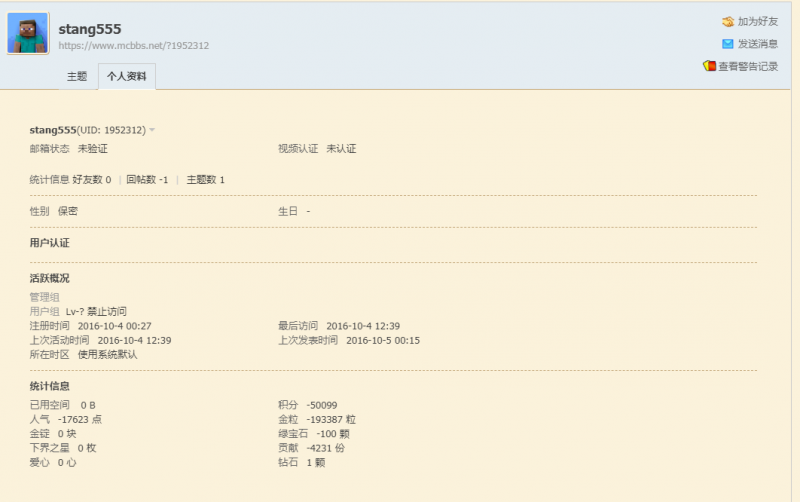 stang555
https://www.mcbbs.net/?1952312
加为好友
发送消息
查看警告记录
主题 个人资料
stang555(UID: 1952312)
邮箱状态 未验证 视频认证 未认证
统计信息 好友数 0 | 回帖数 -1 | 主题数 1
性别 保密 生日 -
用户认证
活跃概况
管理组
用户组 Lv-? 禁止访问
注册时间 2016-10-4 00:27 最后访问 2016-10-4 12:39
上次活动时间 2016-10-4 12:39 上次发表时间 2016-10-5 00:15
所在时区 使用系统默认
统计信息
已用空间 0 B 积分 -50099
人气 -17623 点 金粒 -193387 粒
金锭 0 块 绿宝石 -100 颗
下界之星 0 枚 贡献 -4231 份
爱心 0 心 钻石 1 颗